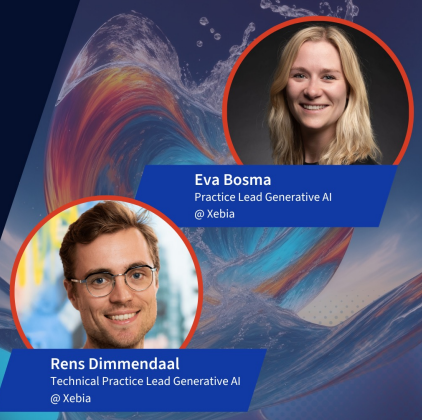 Eva Bosma
Practice Lead Generative AI
@ Xebia
Rens Dimmendaal
Technical Practice Lead Generative AI
@ Xebia